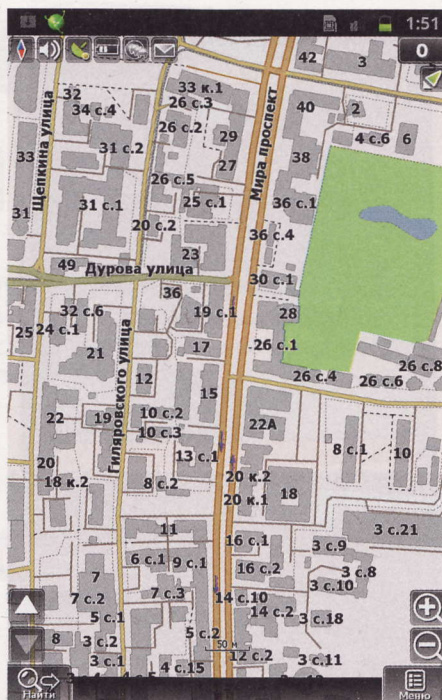 1:51
0
42
3
33 к.1
26 с.3
32
34 с.4
40
2
26 с.2
29
4 с.6
6
33
31 с.2
27
38
Щепкина улица
Мира проспект
26 с.5
31
31 с.1
25 с.1
36 с.1
20 с.2
36 с.4
23
49
Дурова улица
30 с.1
36
32 с.6
19 с.1
28
25
24 с.1
21
17
26 с.1
26 с.8
Гиляровского улица
12
15
26 с.4
26 с.6
22
19
10 с.2
10 с.3
22А
13 с.1
8 с.1
10
20
18 к.2
8 с.2
20 к.2
20 к.1
18
11
3 с.21
16 с.1
3 с.9
7
6 с.1
9 с.1
16 с.2
3 с.8
3 с.10
7 с.2
7 с.3
14 с.10
5 с.1
14 с.2
3 с.18
8
3 с.2
5 с.2
50 м
3 с.1
4 с.15
12 с.2
3 с.11
Найти
Меню